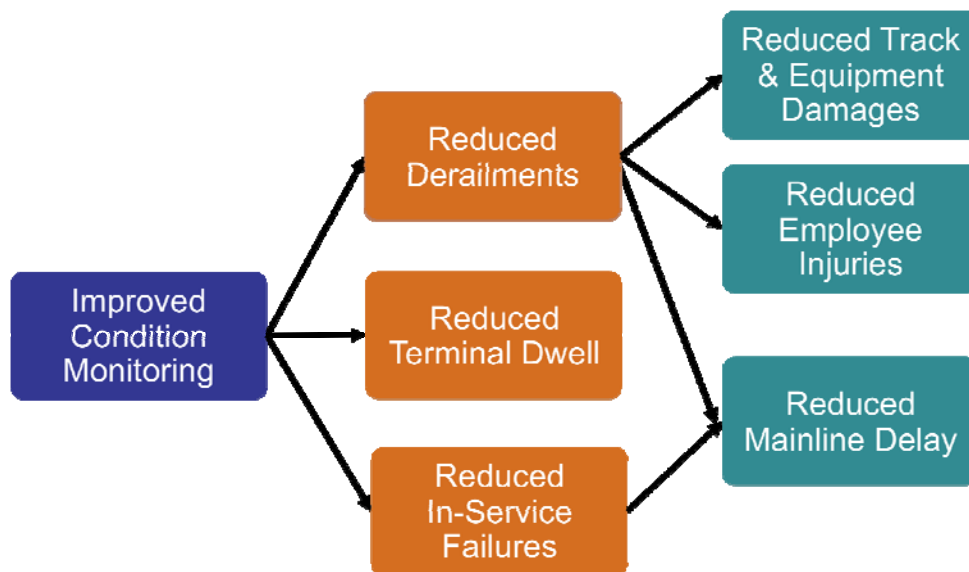 Improved
Condition
Monitoring
Reduced
Derailments
Reduced
Terminal Dwell
Reduced
In-Service
Failures
Reduced Track
& Equipment
Damages
Reduced
Employee
Injuries
Reduced
Mainline Delay